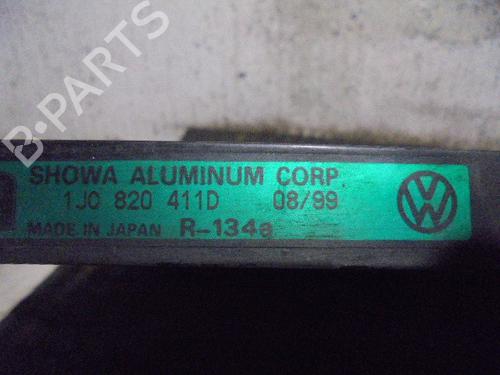 B-PARTS
SHOWA ALUMINUM CORP
1J0 820 411D 08/99
MADE IN JAPAN R-134a